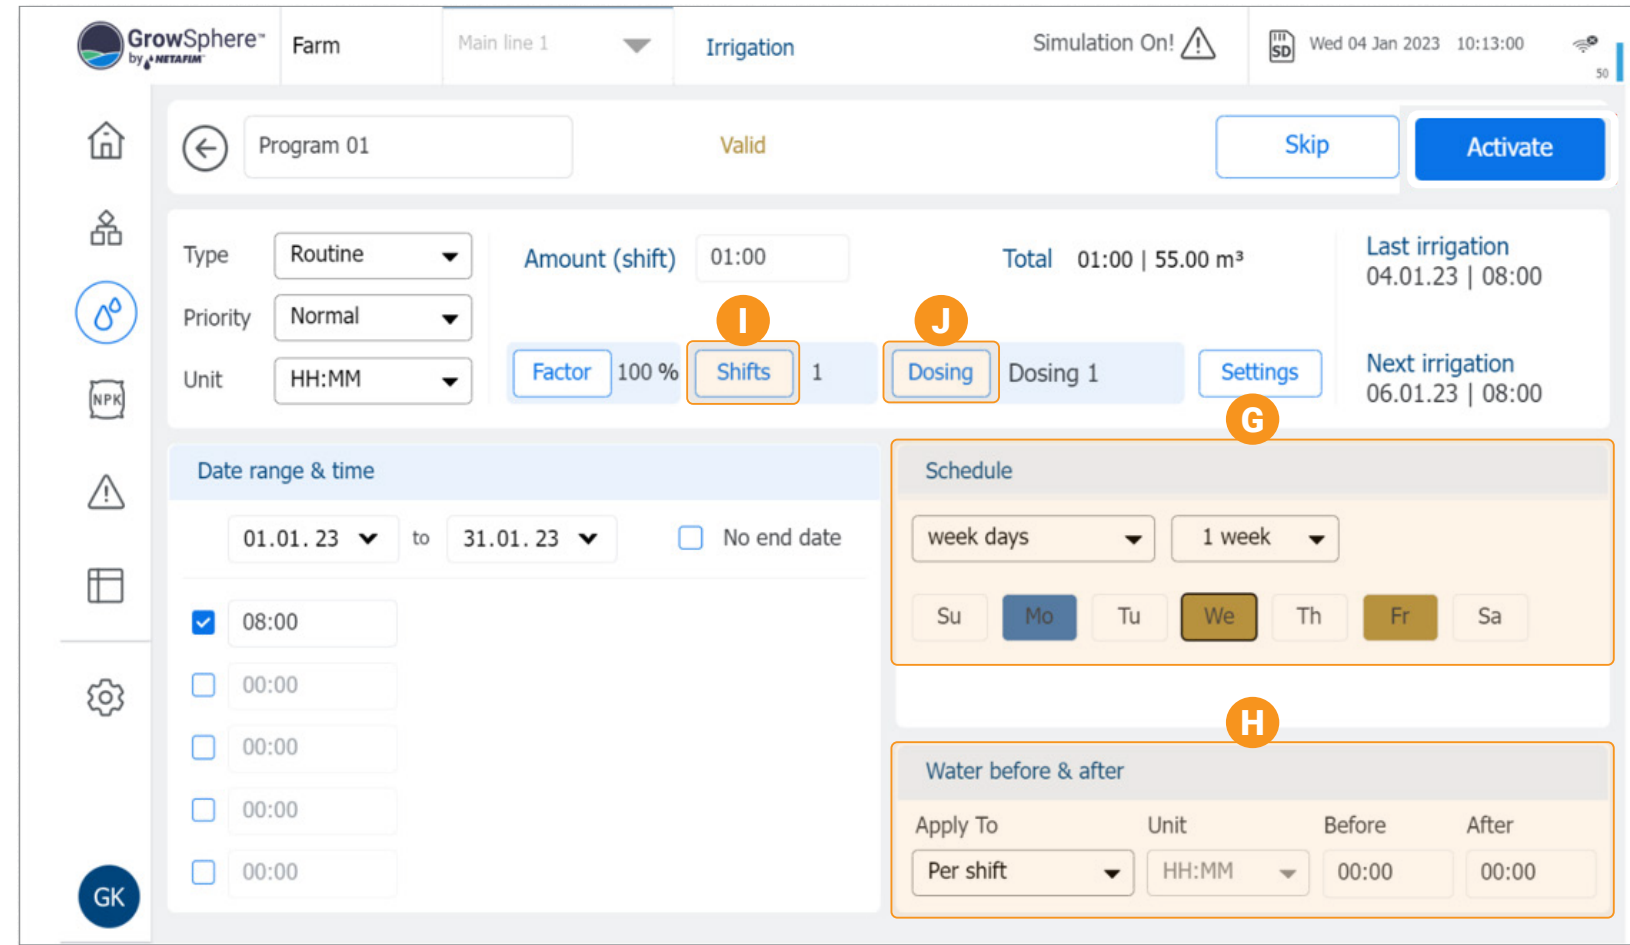 GrowSphere™
by NETAFIM™
Farm
Main line 1
Irrigation
Simulation On!
SD
Wed 04 Jan 2023 10:13:00
50
Program 01
Valid
Skip
Activate
Type
Routine
Amount (shift)
01:00
Total 01:00 | 55.00 m³
Last irrigation
04.01.23 | 08:00
Priority
Normal
I
J
Unit
HH:MM
Factor
100 %
Shifts
1
Dosing
Dosing 1
Settings
Next irrigation
06.01.23 | 08:00
NPK
G
Date range & time
01.01.23 to 31.01.23
No end date
08:00
00:00
00:00
00:00
00:00
Schedule
week days
1 week
Su Mo Tu We Th Fr Sa
H
Water before & after
Apply To Unit Before After
Per shift HH:MM 00:00 00:00
GK